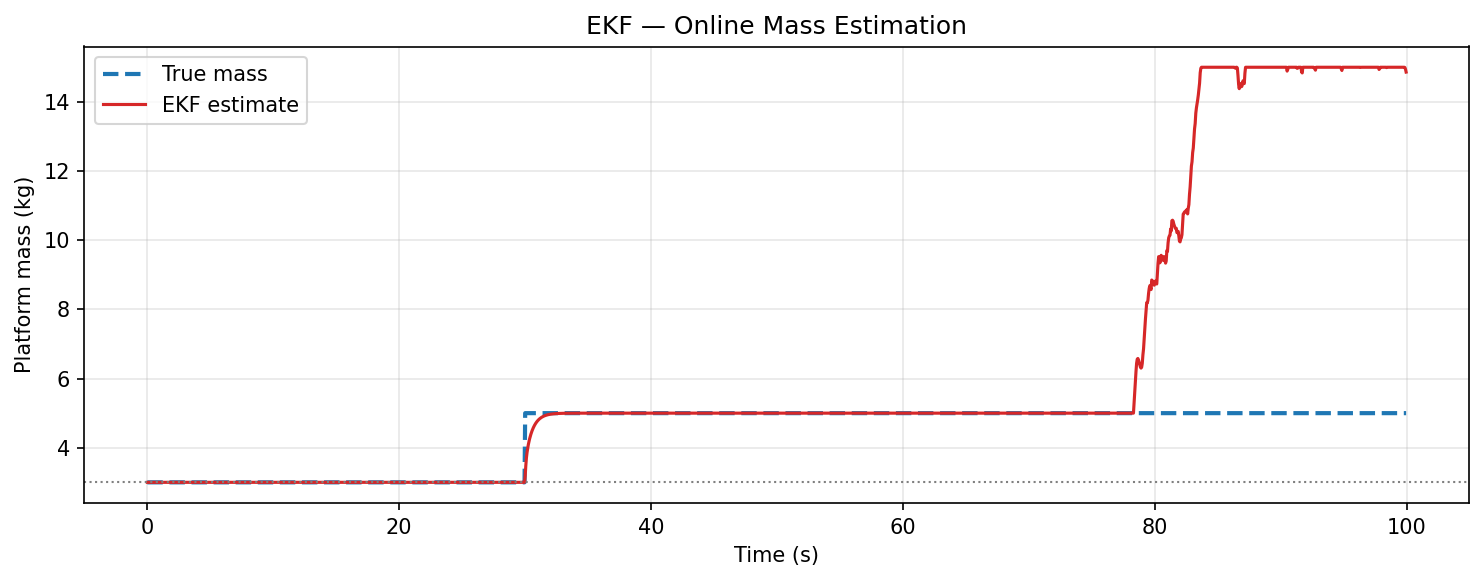 EKF — Online Mass Estimation
True mass
EKF estimate
Platform mass (kg)
14
12
10
8
6
4
0
20
40
60
80
100
Time (s)